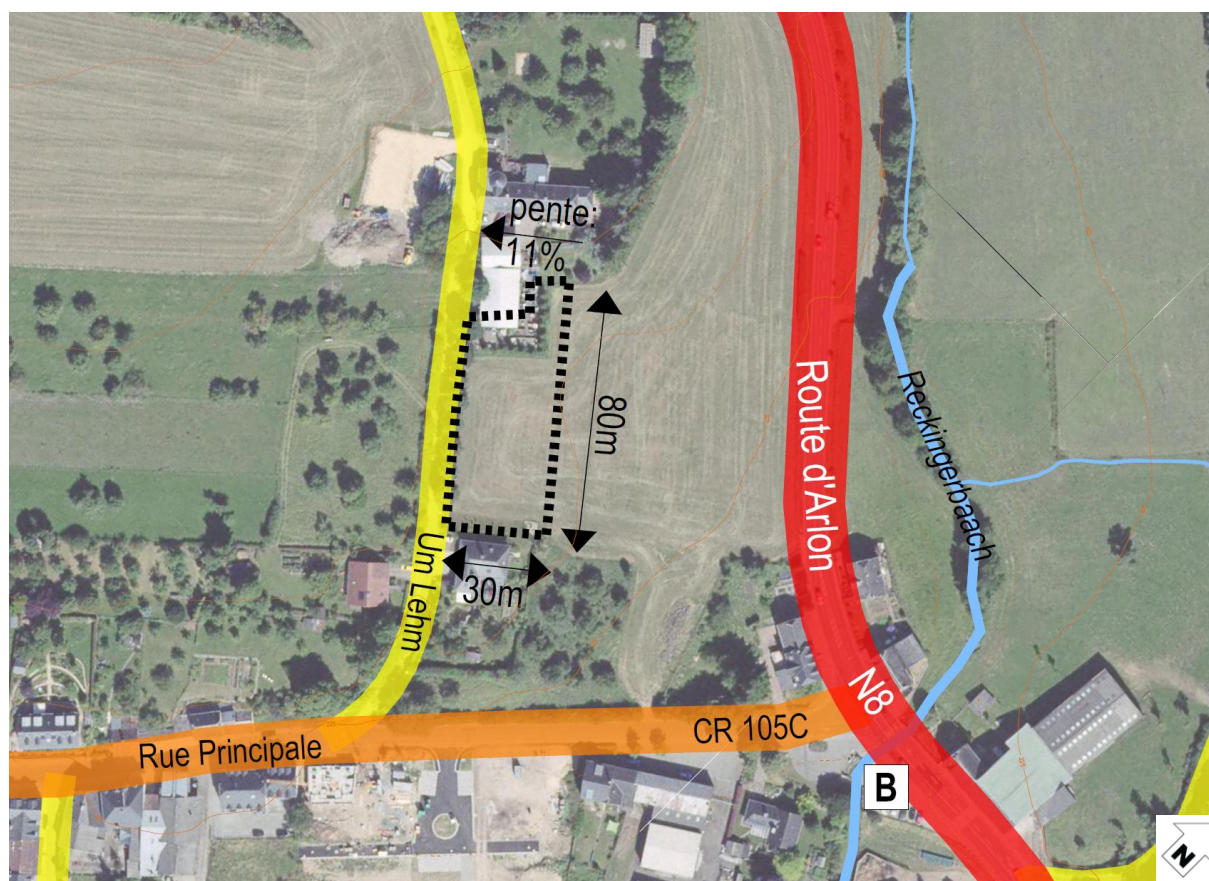 pente:
11%
80m
30m
Um Lehm
Route d'Arlon
N8
Reckingerbaach
Rue Principale
CR 105C
B
N